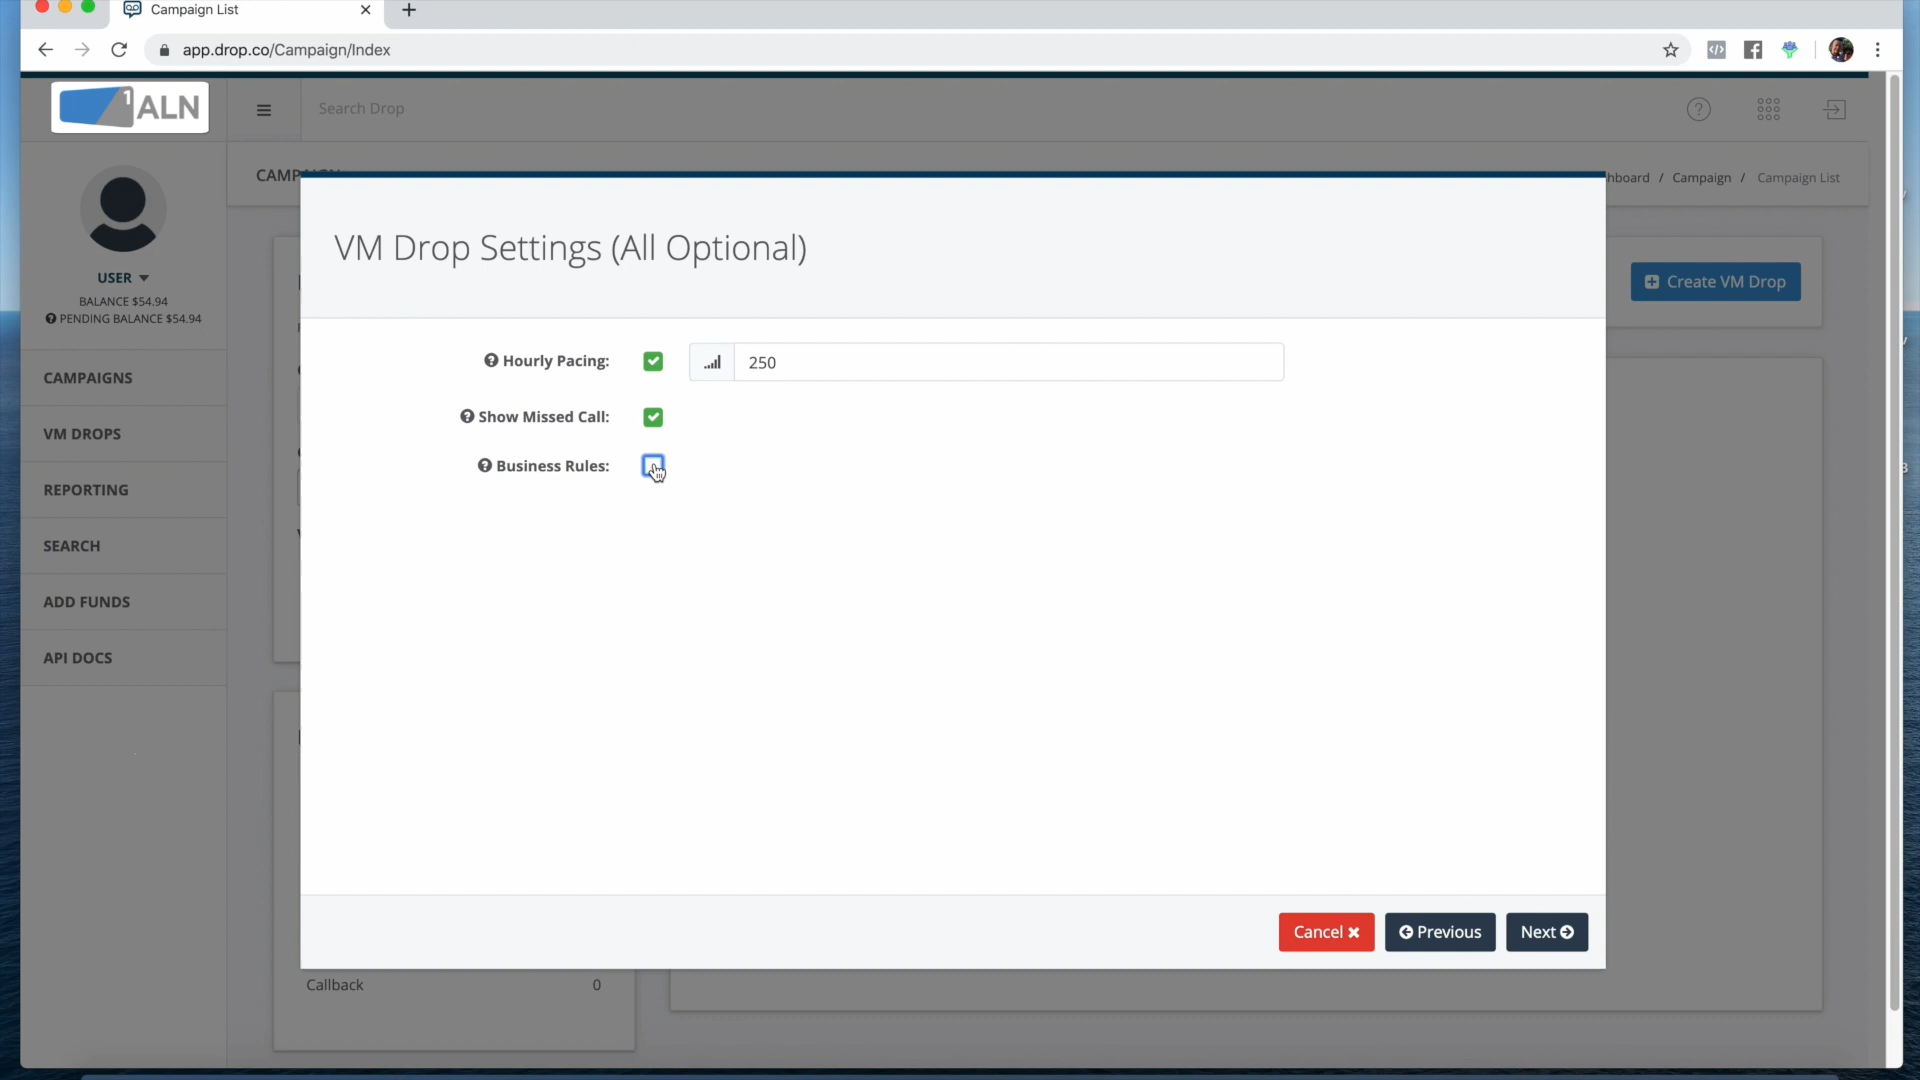 Campaign List
app.drop.co/Campaign/Index
1ALN
Search Drop
USER
BALANCE $54.94
PENDING BALANCE $54.94
CAMPAIGNS
VM DROPS
REPORTING
SEARCH
ADD FUNDS
API DOCS
hboard / Campaign / Campaign List
Create VM Drop
VM Drop Settings (All Optional)
Hourly Pacing: 250
Show Missed Call:
Business Rules:
Cancel Previous Next
Callback 0